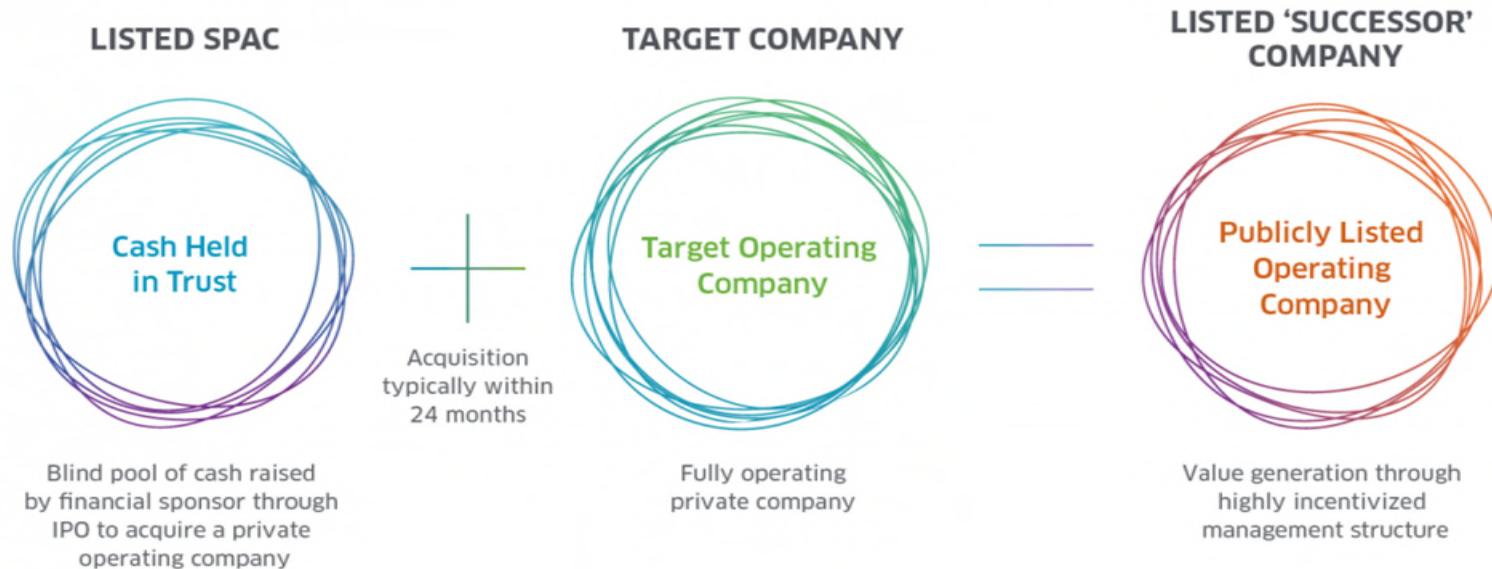 LISTED SPAC
Cash Held
in Trust
Blind pool of cash raised
by financial sponsor through
IPO to acquire a private
operating company
Acquisition
typically within
24 months
TARGET COMPANY
Target Operating
Company
Fully operating
private company
LISTED ‘SUCCESSOR’
COMPANY
Publicly Listed
Operating
Company
Value generation through
highly incentivized
management structure